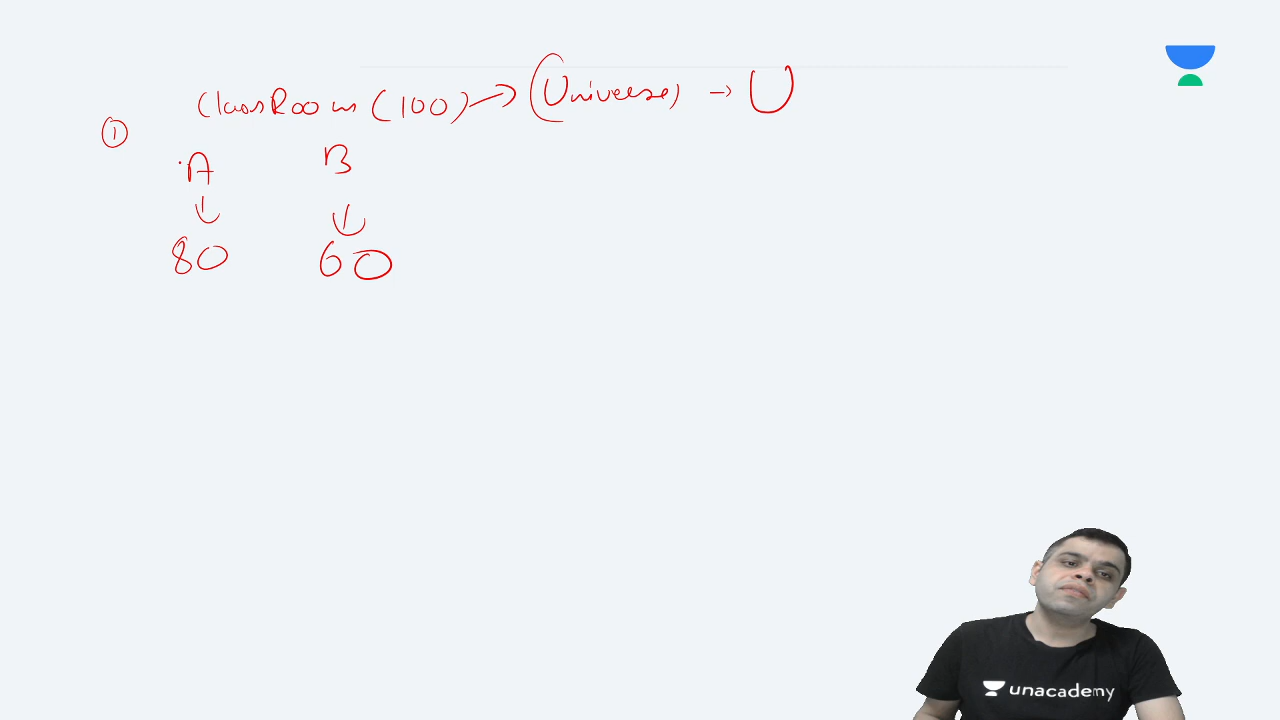 ClassRoom (100) → (Universe) → U
①
A B
↓ ↓
80 60
unacademy